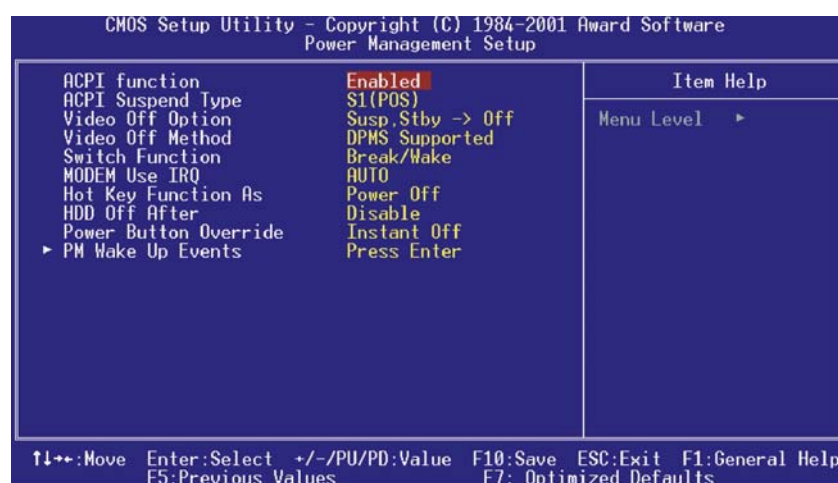 CMOS Setup Utility - Copyright (C) 1984-2001 Award Software
Power Management Setup
ACPI function Enabled
ACPI Suspend Type S1(POS)
Video Off Option Susp,Stby -> Off
Video Off Method DPMS Supported
Switch Function Break/Wake
MODEM Use IRQ AUTO
Hot Key Function As Power Off
HDD Off After Disable
Power Button Override Instant Off
► PM Wake Up Events Press Enter
Item Help
Menu Level ►
↑↓→←:Move Enter:Select +/-/PU/PD:Value F10:Save ESC:Exit F1:General Help
F5:Previous Values F7: Optimized Defaults